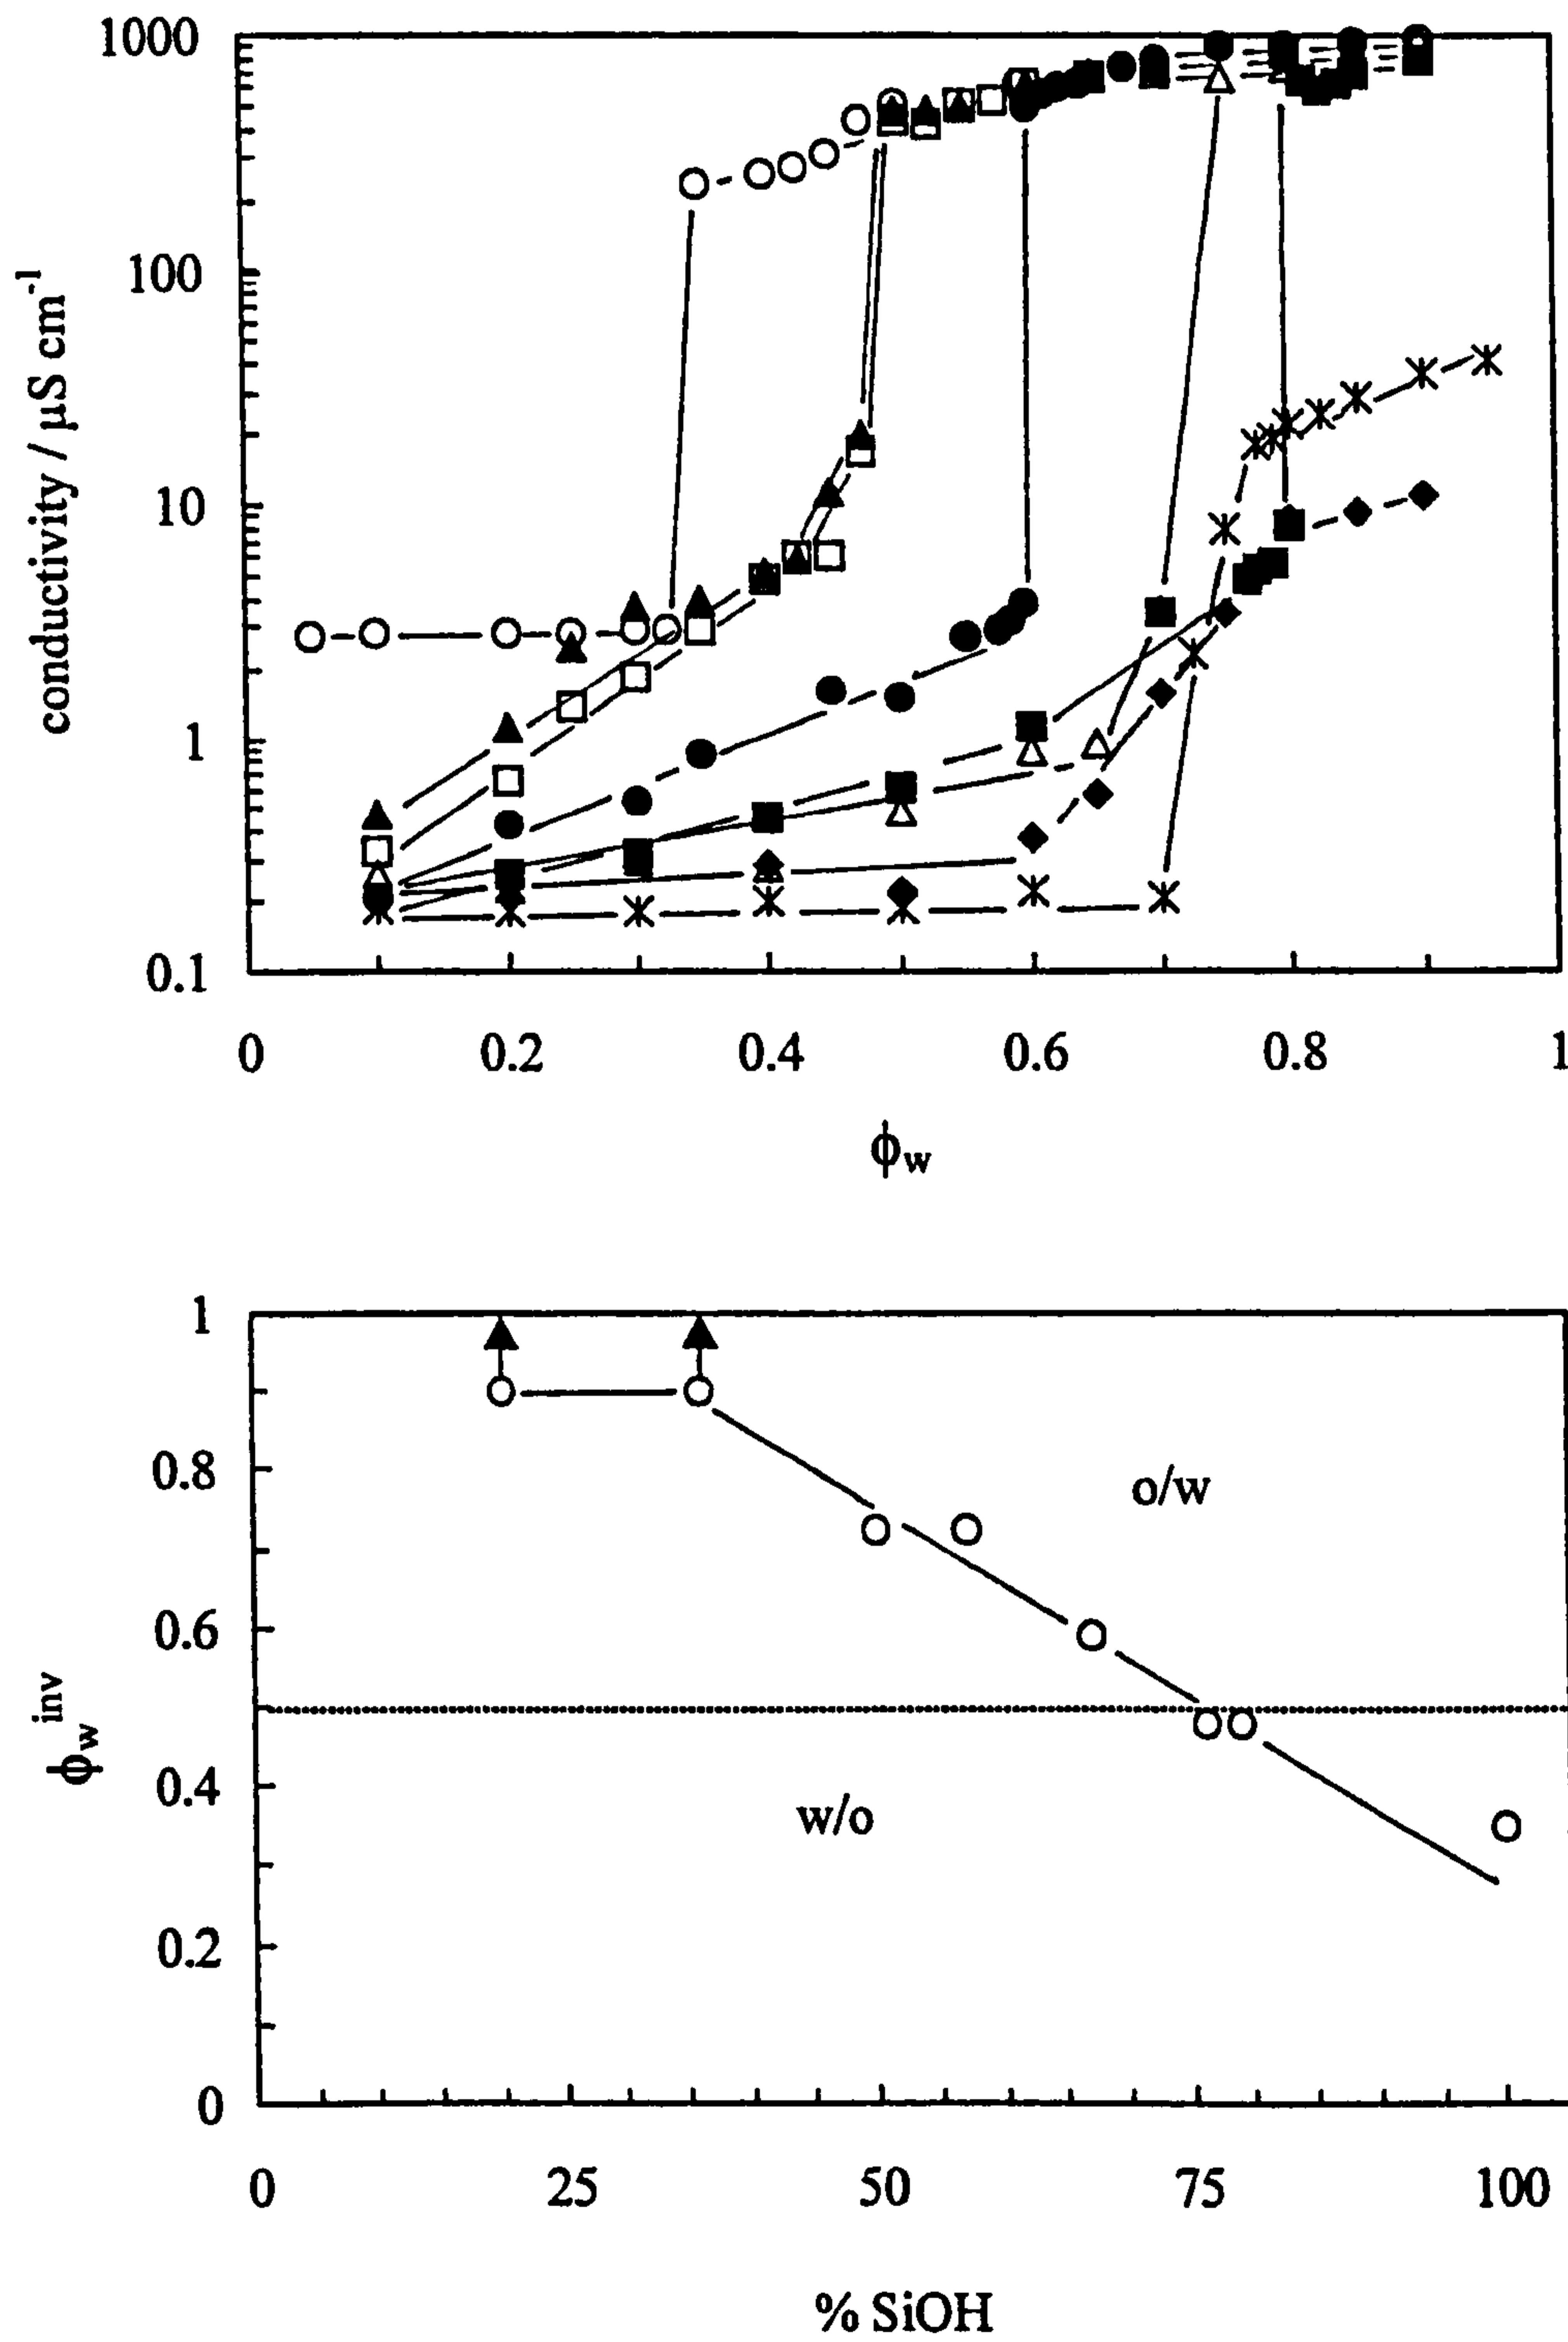 1000
100
10
1
0.1
conductivity / µS cm⁻¹
0 0.2 0.4 0.6 0.8 1
ϕw
1
0.8
0.6
0.4
0.2
0
ϕw inv
o/w
w/o
0 25 50 75 100
% SiOH